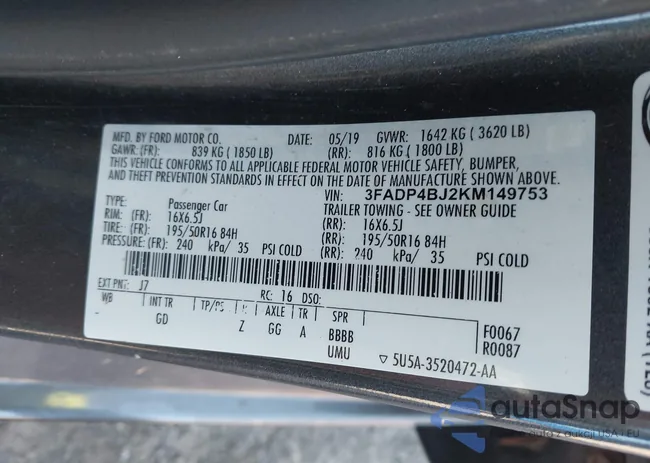 MFD. BY FORD MOTOR CO. DATE: 05/19 GVWR: 1642 KG ( 3620 LB)
GAWR: (FR): 839 KG ( 1850 LB) (RR): 816 KG ( 1800 LB)
THIS VEHICLE CONFORMS TO ALL APPLICABLE FEDERAL MOTOR VEHICLE SAFETY, BUMPER,
AND THEFT PREVENTION STANDARDS IN EFFECT ON THE DATE OF MANUFACTURE SHOWN ABOVE.
VIN: 3FADP4BJ2KM149753
TYPE: Passenger Car TRAILER TOWING - SEE OWNER GUIDE
RIM: (FR): 16X6.5J (RR): 16X6.5J
TIRE: (FR): 195/50R16 84H (RR): 195/50R16 84H
PRESSURE: (FR): 240 kPa/ 35 PSI COLD (RR): 240 kPa/ 35 PSI COLD
EXT PNT: J7 RC: 16 DSO:
WB INT TR TP/PS AXLE TR SPR
GD Z GG A BBBB
UMU
F0067
R0087
5U5A-3520472-AA
autoSnap